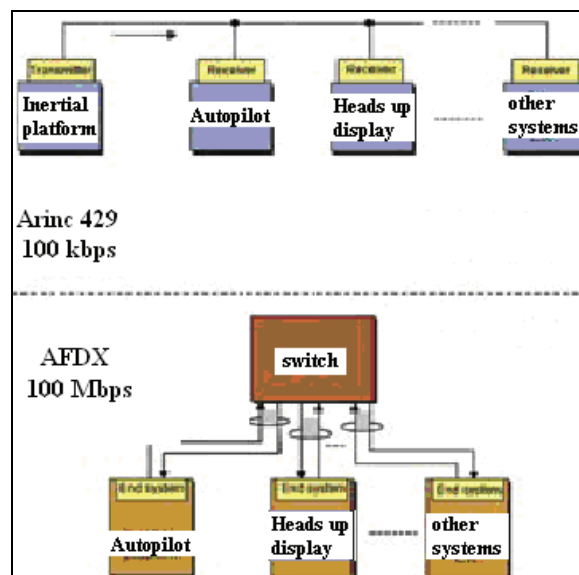 Transmitter Receiver Receiver Receiver
Inertial
platform
Autopilot
Heads up
display
other
systems
Arinc 429
100 kbps
AFDX
100 Mbps
switch
End system End system End system
Autopilot
Heads up
display
other
systems